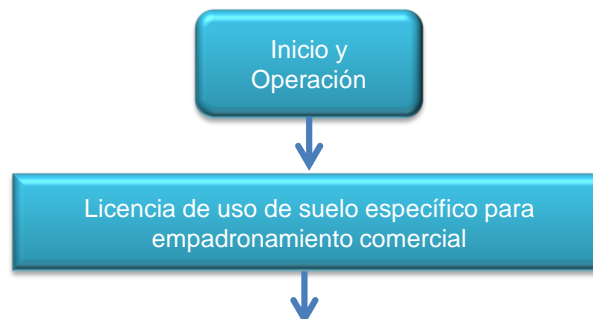 Inicio y
Operación
Licencia de uso de suelo específico para
empadronamiento comercial